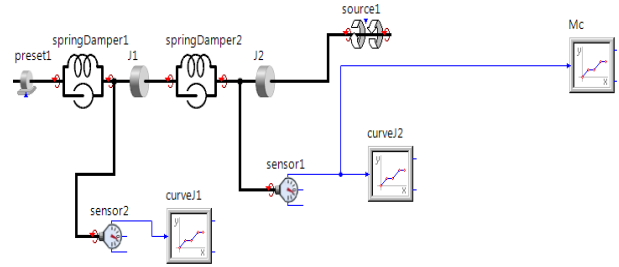 source1
Mc
springDamper1
springDamper2
preset1
J1
J2
y
x
sensor1
curveJ2
y
x
sensor2
curveJ1
y
x